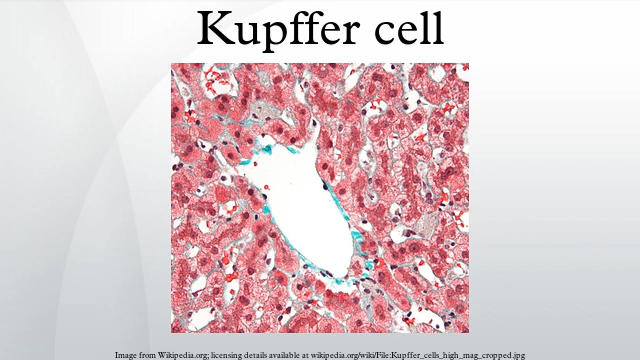 Kupffer cell
Image from Wikipedia.org; licensing details available at wikipedia.org/wiki/File:Kupffer_cells_high_mag_cropped.jpg